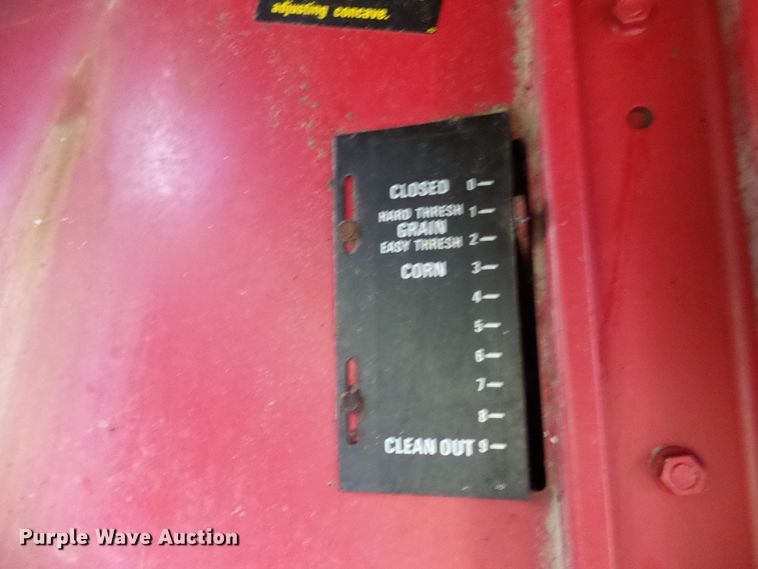 adjusting concave.
CLOSED 0
HARD THRESH 1
GRAIN
EASY THRESH 2
CORN 3
4
5
6
7
8
CLEAN OUT 9
Purple Wave Auction